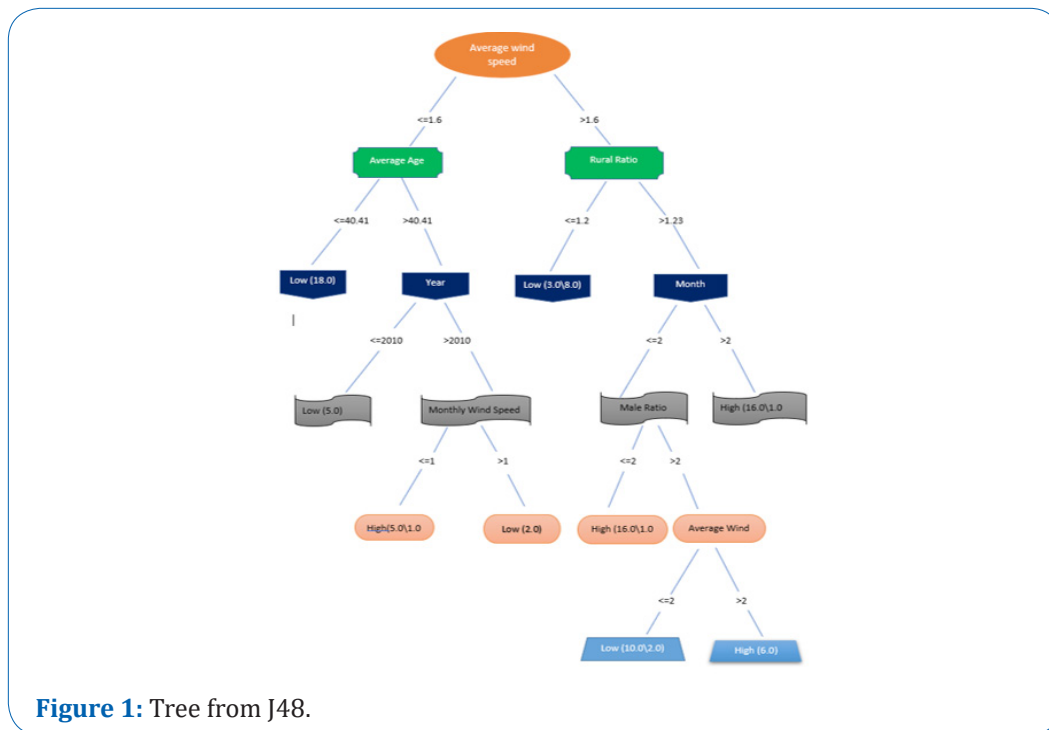 Average wind
speed
<=1.6
>1.6
Average Age
Rural Ratio
<=40.41
>40.41
<=1.2
>1.23
Low (18.0)
Year
Low (3.0\8.0)
Month
<=2010
>2010
<=2
>2
Low (5.0)
Monthly Wind Speed
Male Ratio
High (16.0\1.0
<=1
>1
<=2
>2
High(5.0\1.0
Low (2.0)
High (16.0\1.0
Average Wind
<=2
>2
Low (10.0\2.0)
High (6.0)
Figure 1: Tree from J48.